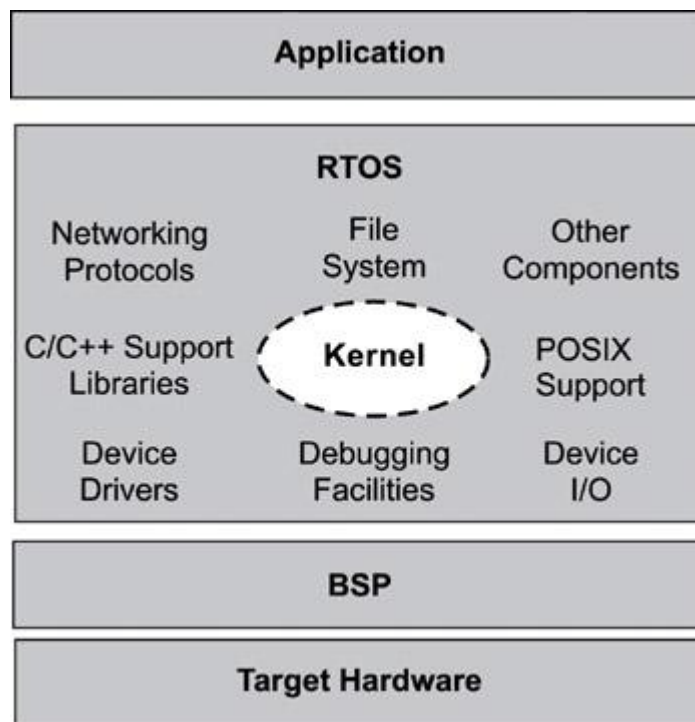 Application
RTOS
Networking
Protocols
File
System
Other
Components
C/C++ Support
Libraries
Kernel
POSIX
Support
Device
Drivers
Debugging
Facilities
Device
I/O
BSP
Target Hardware